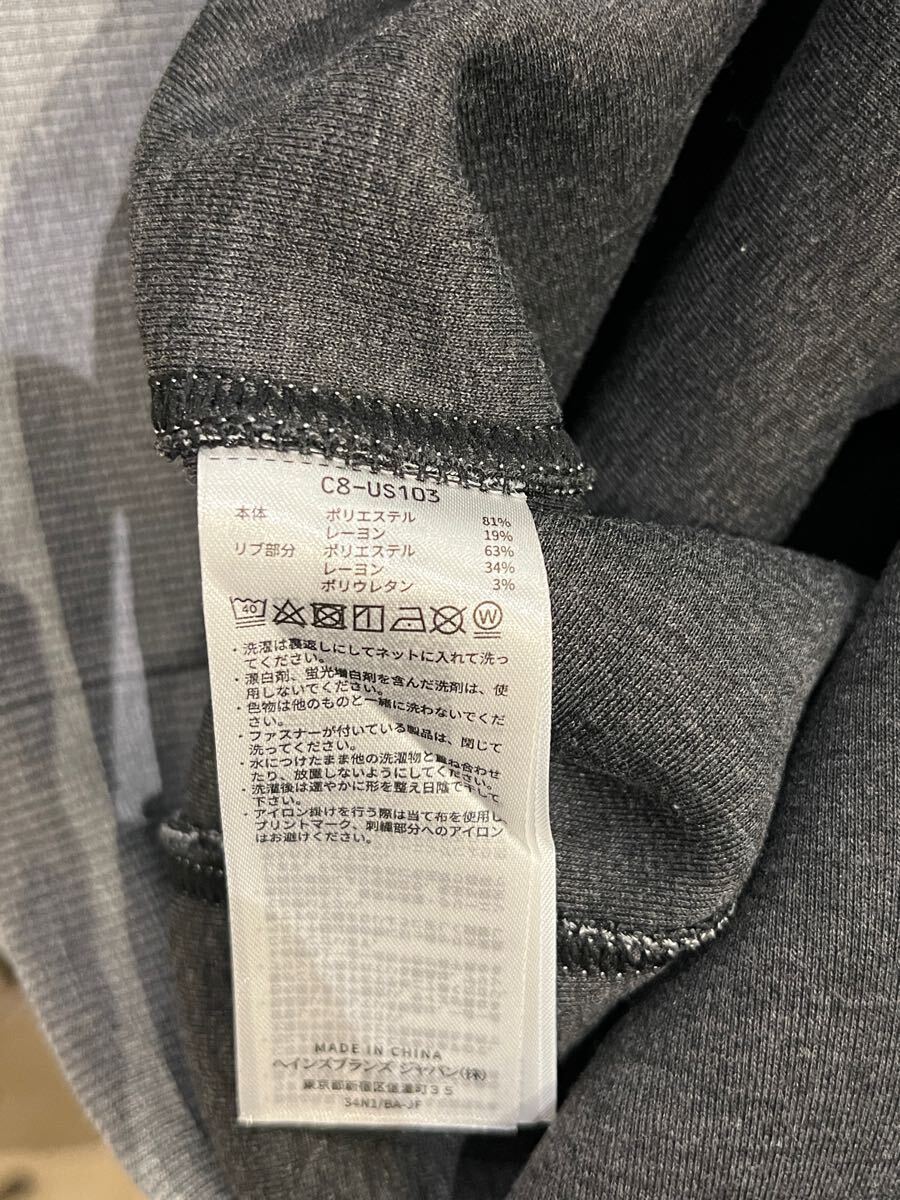 C8-US103
本体 ポリエステル 81%
レーヨン 19%
リブ部分 ポリエステル 63%
レーヨン 34%
ポリウレタン 3%
40 W
・洗濯は裏返しにしてネットに入れて洗っ
てください。
・漂白剤、蛍光増白剤を含んだ洗剤は、使
用しないでください。
・色物は他のものと一緒に洗わないでくだ
さい。
・ファスナーが付いている製品は、閉じて
洗ってください。
・水につけたまま他の洗濯物と重ね合わせ
たり、放置しないようにしてください。
・洗濯後は速やかに形を整え日陰で干して
下さい。
・アイロン掛けを行う際は当て布を使用し
プリントマーク、刺繍部分へのアイロン
はお避けください。
MADE IN CHINA
ヘインズブランズ ジャパン(株)
東京都新宿区信濃町35
34N1/BA-JF